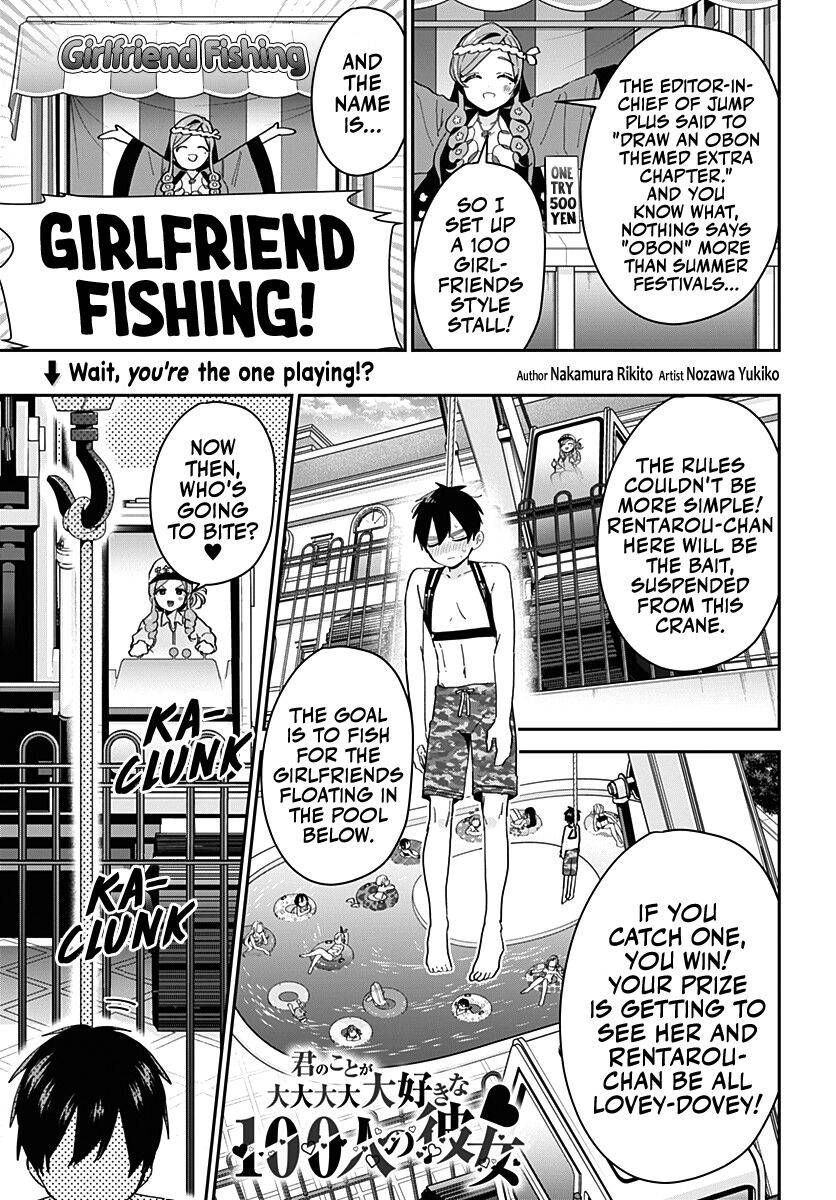 THE EDITOR-IN-
CHIEF OF JUMP
PLUS SAID TO
"DRAW AN OBON
THEMED EXTRA
CHAPTER."
AND YOU
KNOW WHAT,
NOTHING SAYS
"OBON" MORE
THAN SUMMER
FESTIVALS...
ONE
TRY
500
YEN
SO I
SET UP
A 100
GIRL-
FRIENDS
STYLE
STALL!
Girlfriend Fishing
AND
THE
NAME
IS...
GIRLFRIEND
FISHING!
⬇ Wait, you're the one playing!?
Author Nakamura Rikito Artist Nozawa Yukiko
THE RULES
COULDN'T BE
MORE SIMPLE!
RENTAROU-CHAN
HERE WILL BE
THE BAIT,
SUSPENDED
FROM THIS
CRANE.
THE GOAL
IS TO FISH
FOR THE
GIRLFRIENDS
FLOATING IN
THE POOL
BELOW.
IF YOU
CATCH ONE,
YOU WIN!
YOUR PRIZE
IS GETTING TO
SEE HER AND
RENTAROU-
CHAN BE ALL
LOVEY-DOVEY!
NOW
THEN,
WHO'S
GOING
TO BITE?
♥
KA-
CLUNK
KA-
CLUNK
君のことが
大大大大大好きな
100人の彼女